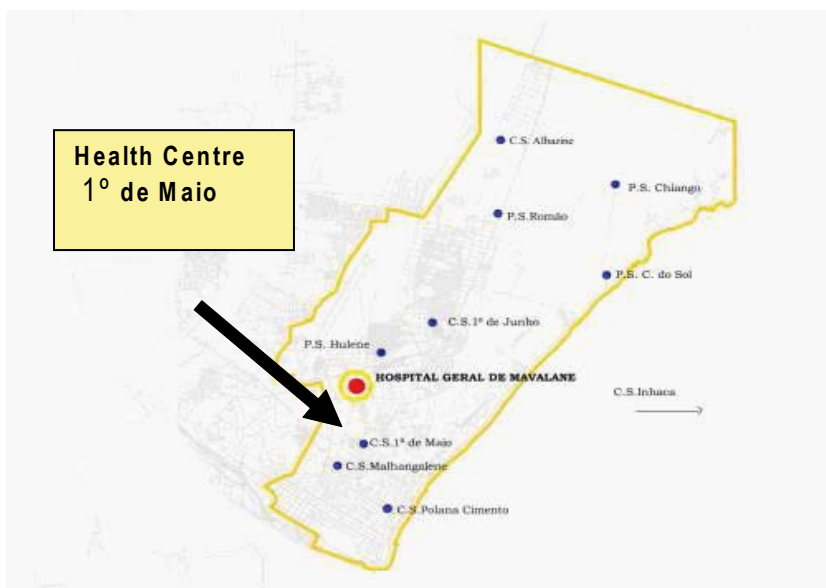 Health Centre
1º de Maio
C.S. Albazine
P.S. Chiango
P.S.Romão
P.S. C. do Sol
C.S.1º de Junho
P.S. Hulene
HOSPITAL GERAL DE MAVALANE
C.S.Inhaca
C.S.1ª de Maio
C.S.Malhangalene
C.S.Polana Cimento